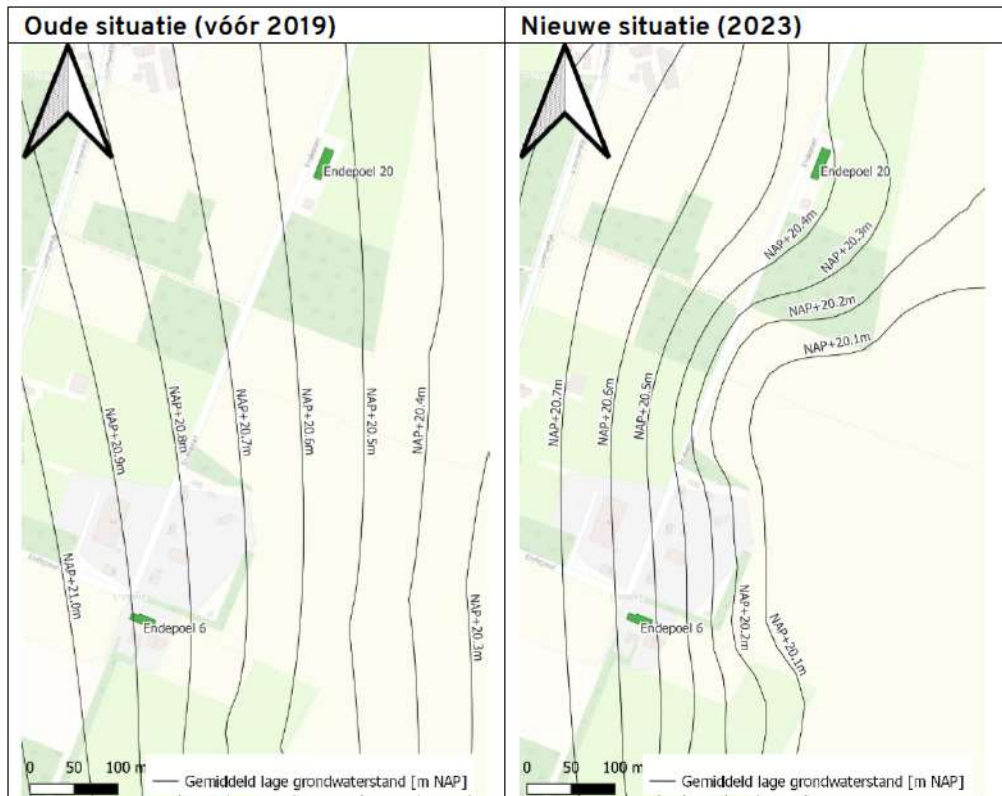 Oude situatie (vóór 2019)
Endepoel 20
NAP+20.9m
NAP+20.8m
NAP+20.7m
NAP+20.6m
NAP+20.5m
NAP+20.4m
NAP+21.0m
NAP+20.3m
Endepoel 6
0 50 100 m
Gemiddeld lage grondwaterstand [m NAP]
Nieuwe situatie (2023)
Endepoel 20
NAP+20.4m
NAP+20.3m
NAP+20.2m
NAP+20.1m
NAP+20.7m
NAP+20.6m
NAP+20.5m
NAP+20.2m
NAP+20.1m
Endepoel 6
0 50 100 m
Gemiddeld lage grondwaterstand [m NAP]